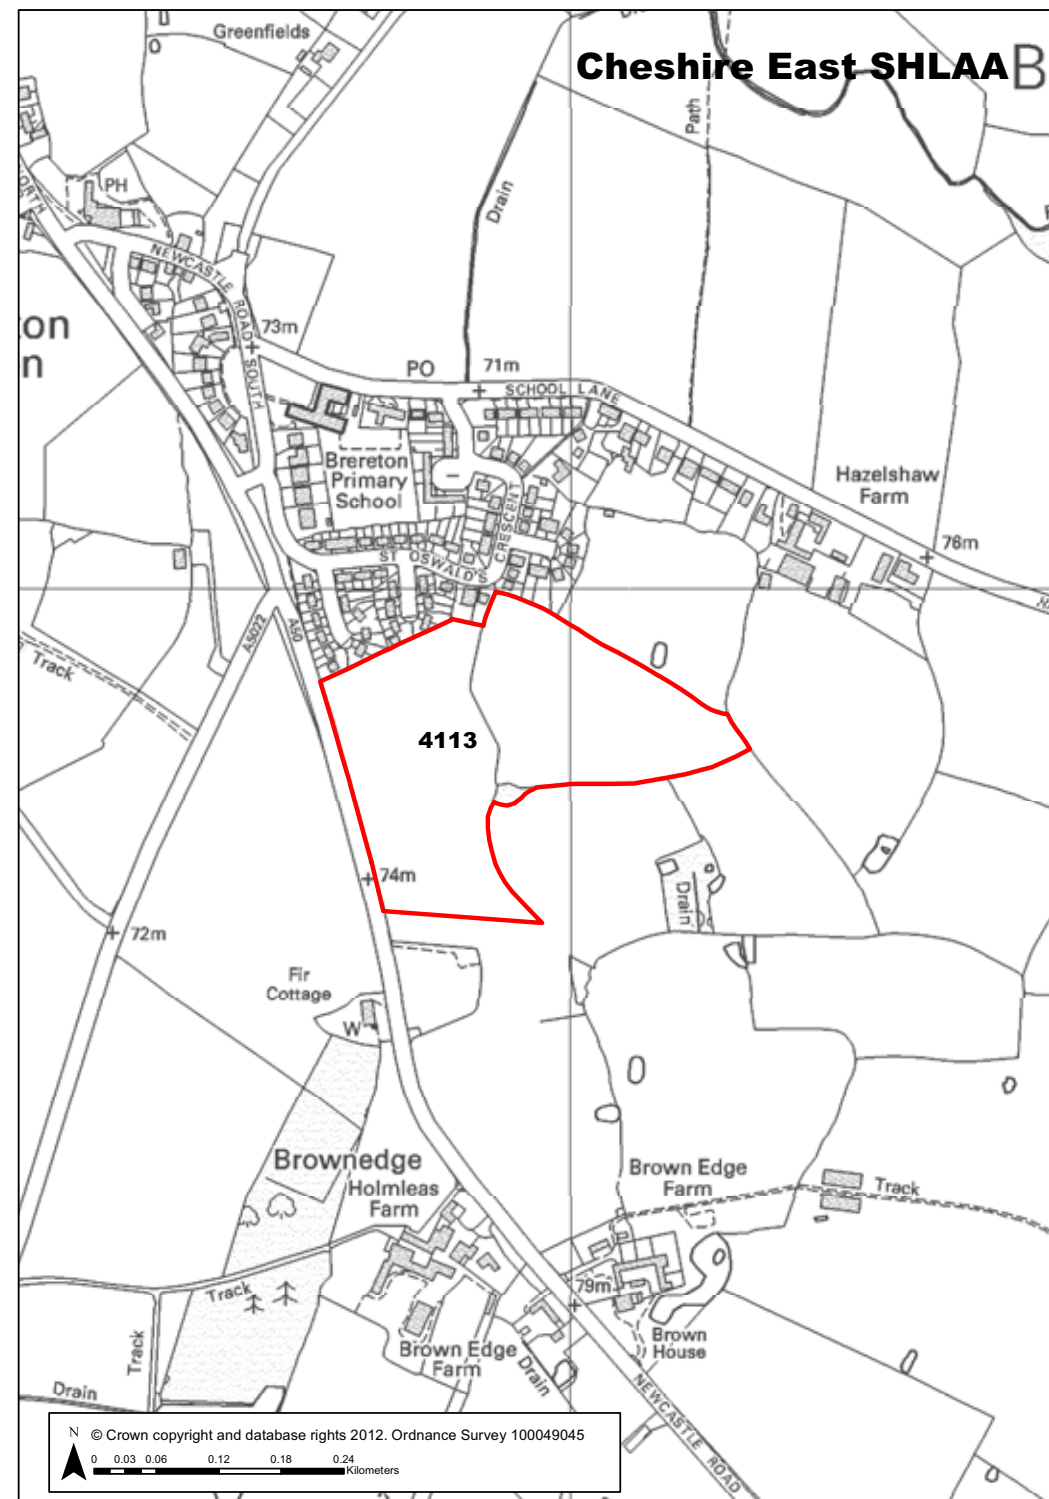 Greenfields
Cheshire East SHLAA
B
Path
Drain
NORTH
PH
NEWCASTLE ROAD SOUTH
73m
on
n
PO
71m
SCHOOL LANE
Brereton
Primary
School
Hazelshaw
Farm
76m
ST OSWALD'S CRESCENT
A5022
A50
Track
4113
74m
72m
Drain
Fir
Cottage
W
Brownedge
Holmleas
Farm
Brown Edge
Farm
Track
Track
79m
Track
Brown
House
Brown Edge
Farm
Drain
Drain
NEWCASTLE ROAD
N
© Crown copyright and database rights 2012. Ordnance Survey 100049045
0 0.03 0.06 0.12 0.18 0.24
Kilometers